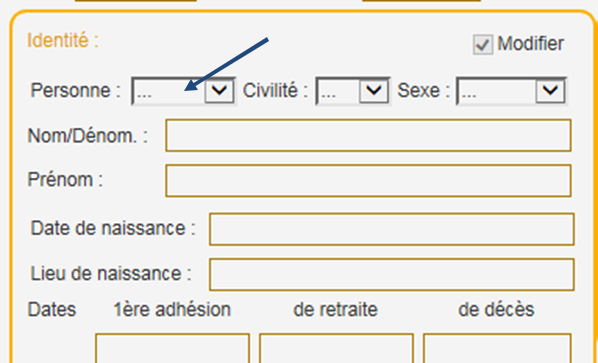 Identité :
Modifier
Personne : ... Civilité : ... Sexe : ...
Nom/Dénom. :
Prénom :
Date de naissance :
Lieu de naissance :
Dates 1ère adhésion de retraite de décès